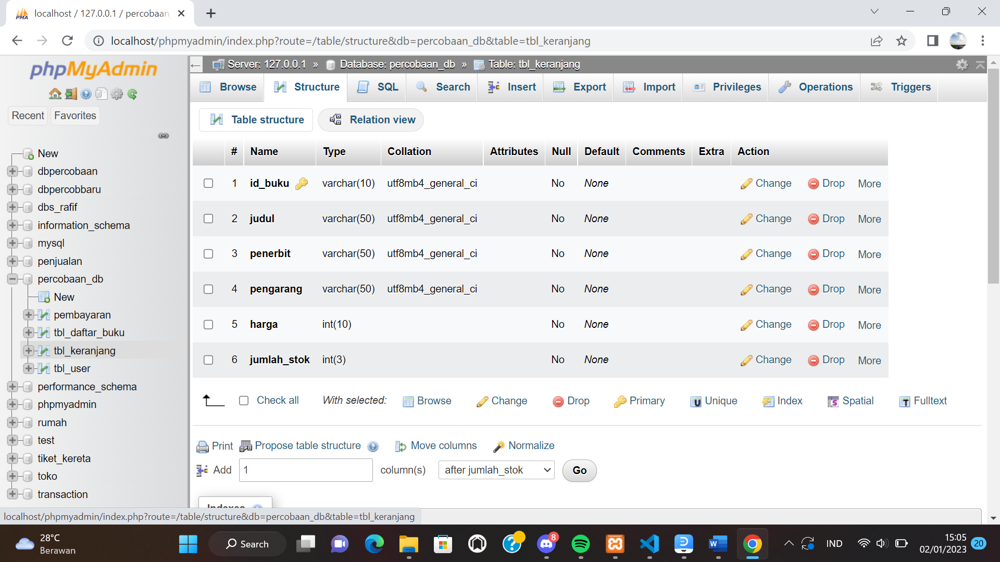 localhost / 127.0.0.1 / percobaan_
localhost/phpmyadmin/index.php?route=/table/structure&db=percobaan_db&table=tbl_keranjang
phpMyAdmin
Recent Favorites
New
dbpercobaan
dbpercobbaru
dbs_rafif
information_schema
mysql
penjualan
percobaan_db
New
pembayaran
tbl_daftar_buku
tbl_keranjang
tbl_user
performance_schema
phpmyadmin
rumah
test
tiket_kereta
toko
transaction
Server: 127.0.0.1 » Database: percobaan_db » Table: tbl_keranjang
Browse Structure SQL Search Insert Export Import Privileges Operations Triggers
Table structure Relation view
# Name Type Collation Attributes Null Default Comments Extra Action
1 id_buku varchar(10) utf8mb4_general_ci No None Change Drop More
2 judul varchar(50) utf8mb4_general_ci No None Change Drop More
3 penerbit varchar(50) utf8mb4_general_ci No None Change Drop More
4 pengarang varchar(50) utf8mb4_general_ci No None Change Drop More
5 harga int(10) No None Change Drop More
6 jumlah_stok int(3) No None Change Drop More
Check all With selected: Browse Change Drop Primary Unique Index Spatial Fulltext
Print Propose table structure Move columns Normalize
Add 1 column(s) after jumlah_stok Go
Indexes
localhost/phpmyadmin/index.php?route=/table/structure&db=percobaan_db&table=tbl_keranjang
28°C
Berawan
Search
8
IND
15:05
02/01/2023
20